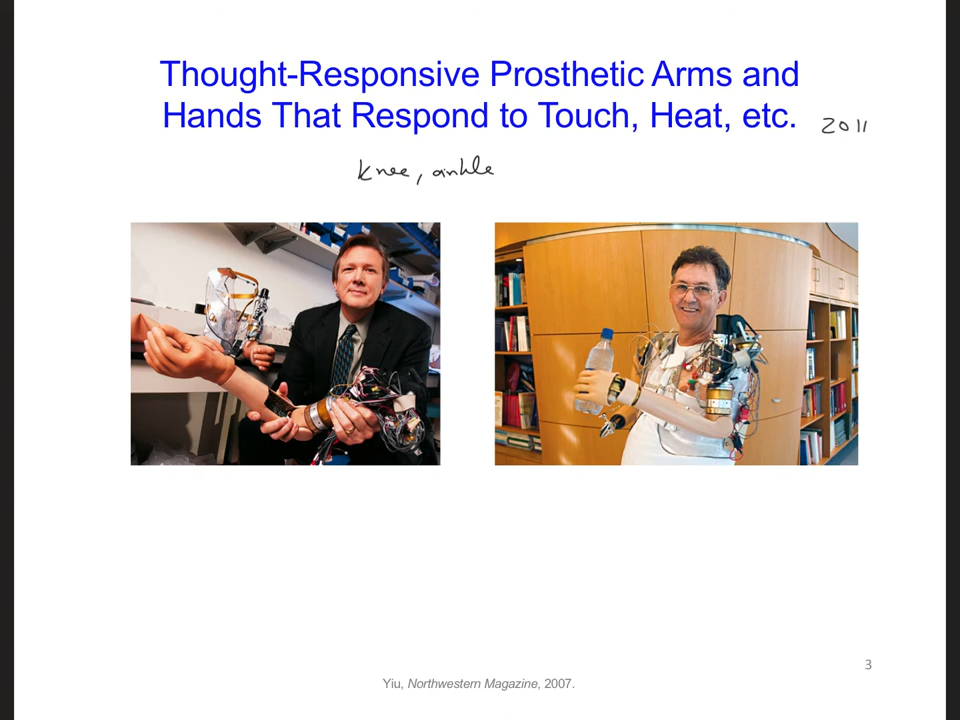 Thought-Responsive Prosthetic Arms and
Hands That Respond to Touch, Heat, etc. 2011
knee, ankle
3
Yiu, Northwestern Magazine, 2007.